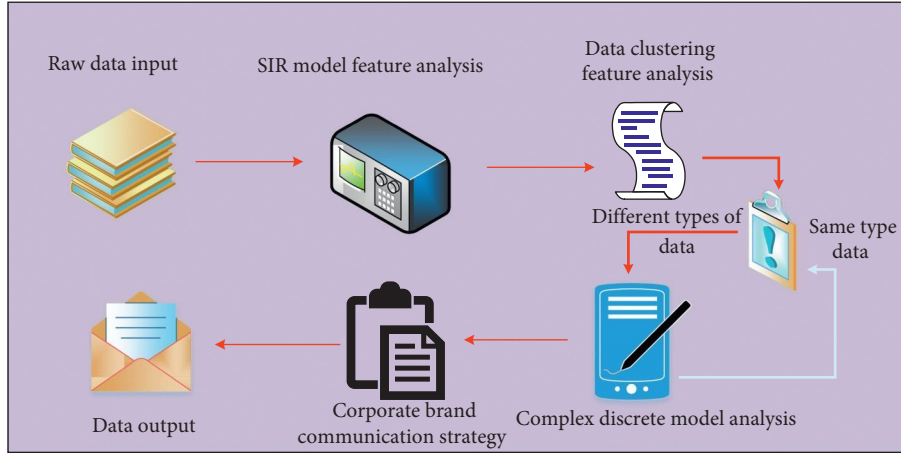 Raw data input
SIR model feature analysis
Data clustering
feature analysis
Different types of
data
Same type
data
Data output
Corporate brand
communication strategy
Complex discrete model analysis